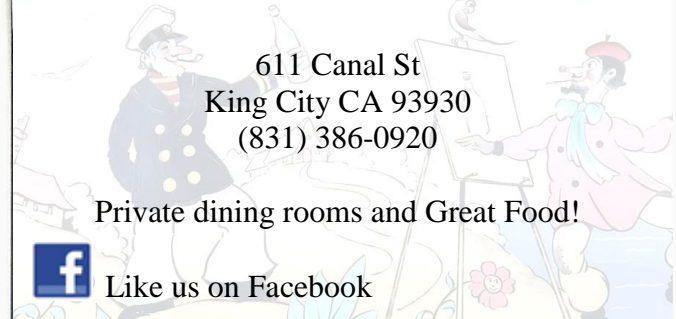 611 Canal St
King City CA 93930
(831) 386-0920
Private dining rooms and Great Food!
f Like us on Facebook